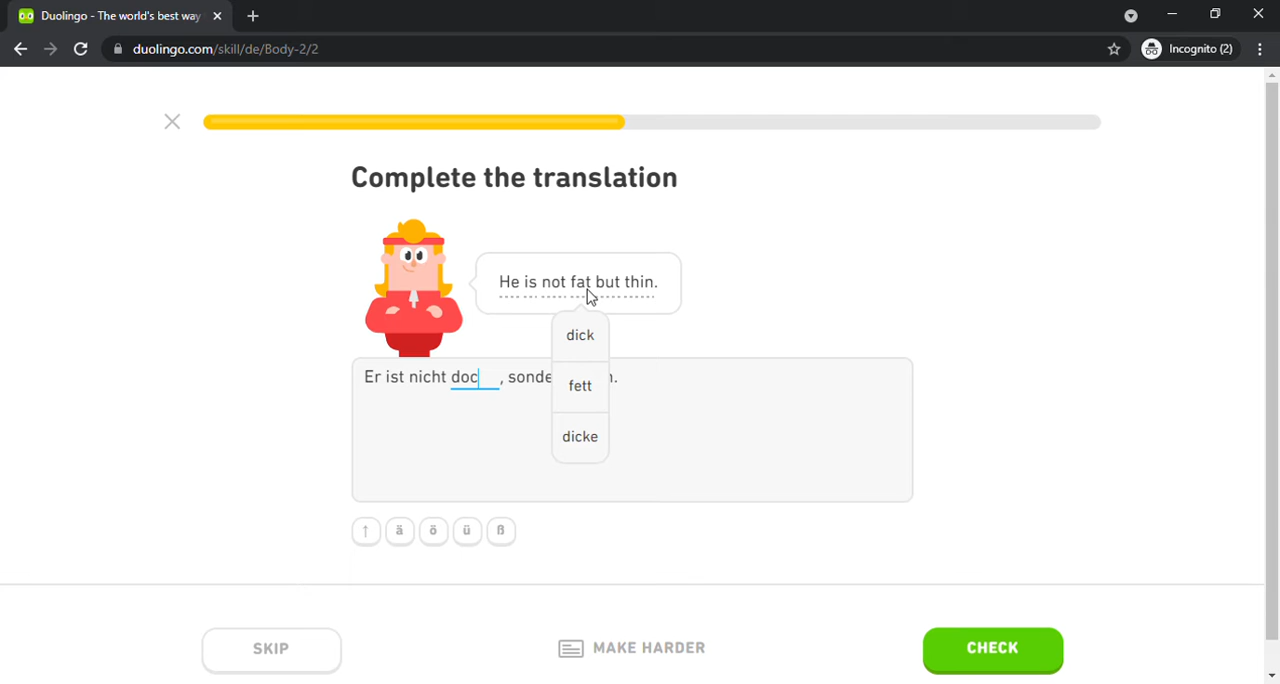 Duolingo - The world's best way
duolingo.com/skill/de/Body-2/2
Incognito (2)
Complete the translation
He is not fat but thin.
dick
Er ist nicht doc , sonde n.
fett
dicke
↑ ä ö ü ß
SKIP
MAKE HARDER
CHECK